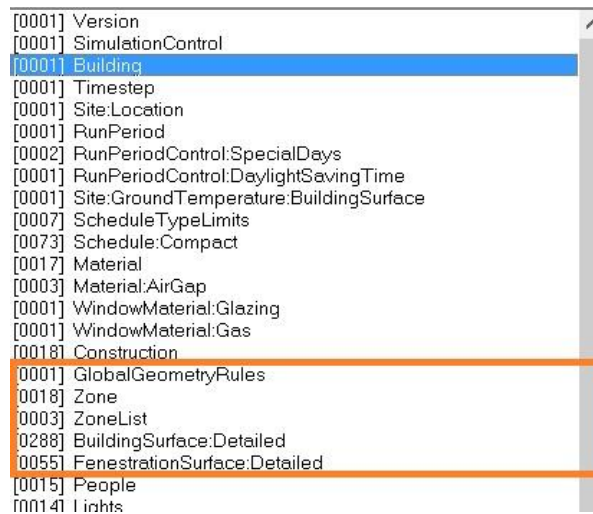 [0001] Version
[0001] SimulationControl
[0001] Building
[0001] Timestep
[0001] Site:Location
[0001] RunPeriod
[0002] RunPeriodControl:SpecialDays
[0001] RunPeriodControl:DaylightSavingTime
[0001] Site:GroundTemperature:BuildingSurface
[0007] ScheduleTypeLimits
[0073] Schedule:Compact
[0017] Material
[0003] Material:AirGap
[0001] WindowMaterial:Glazing
[0001] WindowMaterial:Gas
[0018] Construction
[0001] GlobalGeometryRules
[0018] Zone
[0003] ZoneList
[0288] BuildingSurface:Detailed
[0055] FenestrationSurface:Detailed
[0015] People
[0014] Lights